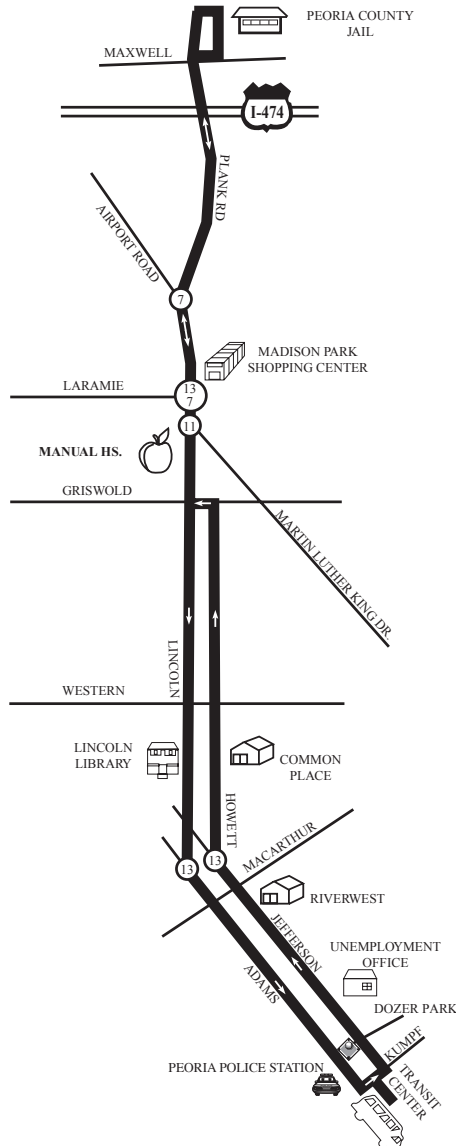 PEORIA COUNTY
JAIL
MAXWELL
I-474
PLANK RD
AIRPORT ROAD
7
MADISON PARK
SHOPPING CENTER
LARAMIE
13
7
11
MANUAL HS.
GRISWOLD
MARTIN LUTHER KING DR.
LINCOLN
WESTERN
LINCOLN
LIBRARY
COMMON
PLACE
HOWETT
MACARTHUR
13
13
RIVERWEST
JEFFERSON
UNEMPLOYMENT
OFFICE
ADAMS
DOZER PARK
KUMPF
PEORIA POLICE STATION
TRANSIT
CENTER